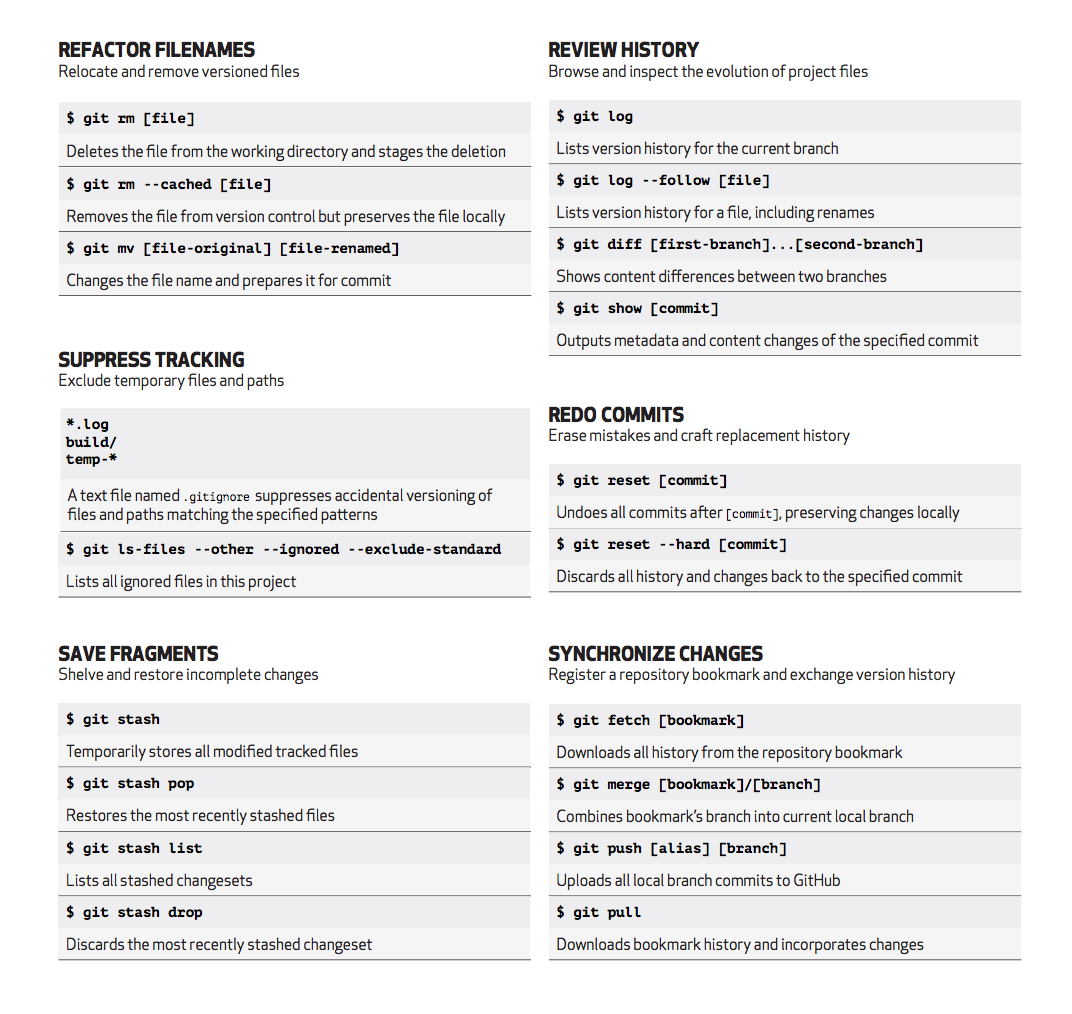 REFACTOR FILENAMES
Relocate and remove versioned files
$ git rm [file]
Deletes the file from the working directory and stages the deletion
$ git rm --cached [file]
Removes the file from version control but preserves the file locally
$ git mv [file-original] [file-renamed]
Changes the file name and prepares it for commit
SUPPRESS TRACKING
Exclude temporary files and paths
*.log
build/
temp-*
A text file named .gitignore suppresses accidental versioning of
files and paths matching the specified patterns
$ git ls-files --other --ignored --exclude-standard
Lists all ignored files in this project
SAVE FRAGMENTS
Shelve and restore incomplete changes
$ git stash
Temporarily stores all modified tracked files
$ git stash pop
Restores the most recently stashed files
$ git stash list
Lists all stashed changesets
$ git stash drop
Discards the most recently stashed changeset
REVIEW HISTORY
Browse and inspect the evolution of project files
$ git log
Lists version history for the current branch
$ git log --follow [file]
Lists version history for a file, including renames
$ git diff [first-branch]...[second-branch]
Shows content differences between two branches
$ git show [commit]
Outputs metadata and content changes of the specified commit
REDO COMMITS
Erase mistakes and craft replacement history
$ git reset [commit]
Undoes all commits after [commit], preserving changes locally
$ git reset --hard [commit]
Discards all history and changes back to the specified commit
SYNCHRONIZE CHANGES
Register a repository bookmark and exchange version history
$ git fetch [bookmark]
Downloads all history from the repository bookmark
$ git merge [bookmark]/[branch]
Combines bookmark’s branch into current local branch
$ git push [alias] [branch]
Uploads all local branch commits to GitHub
$ git pull
Downloads bookmark history and incorporates changes